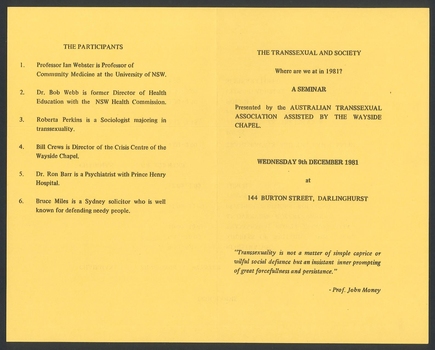 THE PARTICIPANTS
1. Professor Ian Webster is Professor of
Community Medicine at the University of NSW.
2. Dr. Bob Webb is former Director of Health
Education with the NSW Health Commission.
3. Roberta Perkins is a Sociologist majoring in
transsexuality.
4. Bill Crews is Director of the Crisis Centre of the
Wayside Chapel.
5. Dr. Ron Barr is a Psychiatrist with Prince Henry
Hospital.
6. Bruce Miles is a Sydney solicitor who is well
known for defending needy people.
THE TRANSSEXUAL AND SOCIETY
Where are we at in 1981?
A SEMINAR
Presented by the AUSTRALIAN TRANSSEXUAL
ASSOCIATION ASSISTED BY THE WAYSIDE
CHAPEL.
WEDNESDAY 9th DECEMBER 1981
at
144 BURTON STREET, DARLINGHURST
"Transsexuality is not a matter of simple caprice or
wilful social defiance but an insistant inner prompting
of great forcefullness and persistance."
- Prof. John Money